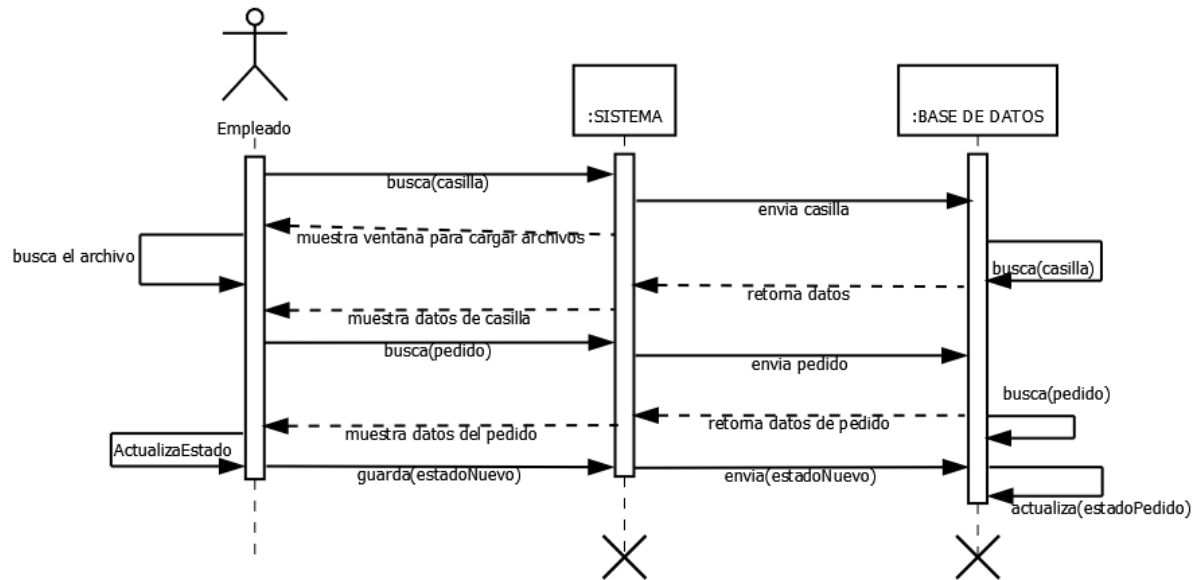 Empleado
:SISTEMA
:BASE DE DATOS
busca(casilla)
envia casilla
muestra ventana para cargar archivos
busca el archivo
busca(casilla)
retorna datos
muestra datos de casilla
busca(pedido)
envia pedido
busca(pedido)
retorna datos de pedido
muestra datos del pedido
ActualizaEstado
guarda(estadoNuevo)
envia(estadoNuevo)
actualiza(estadoPedido)